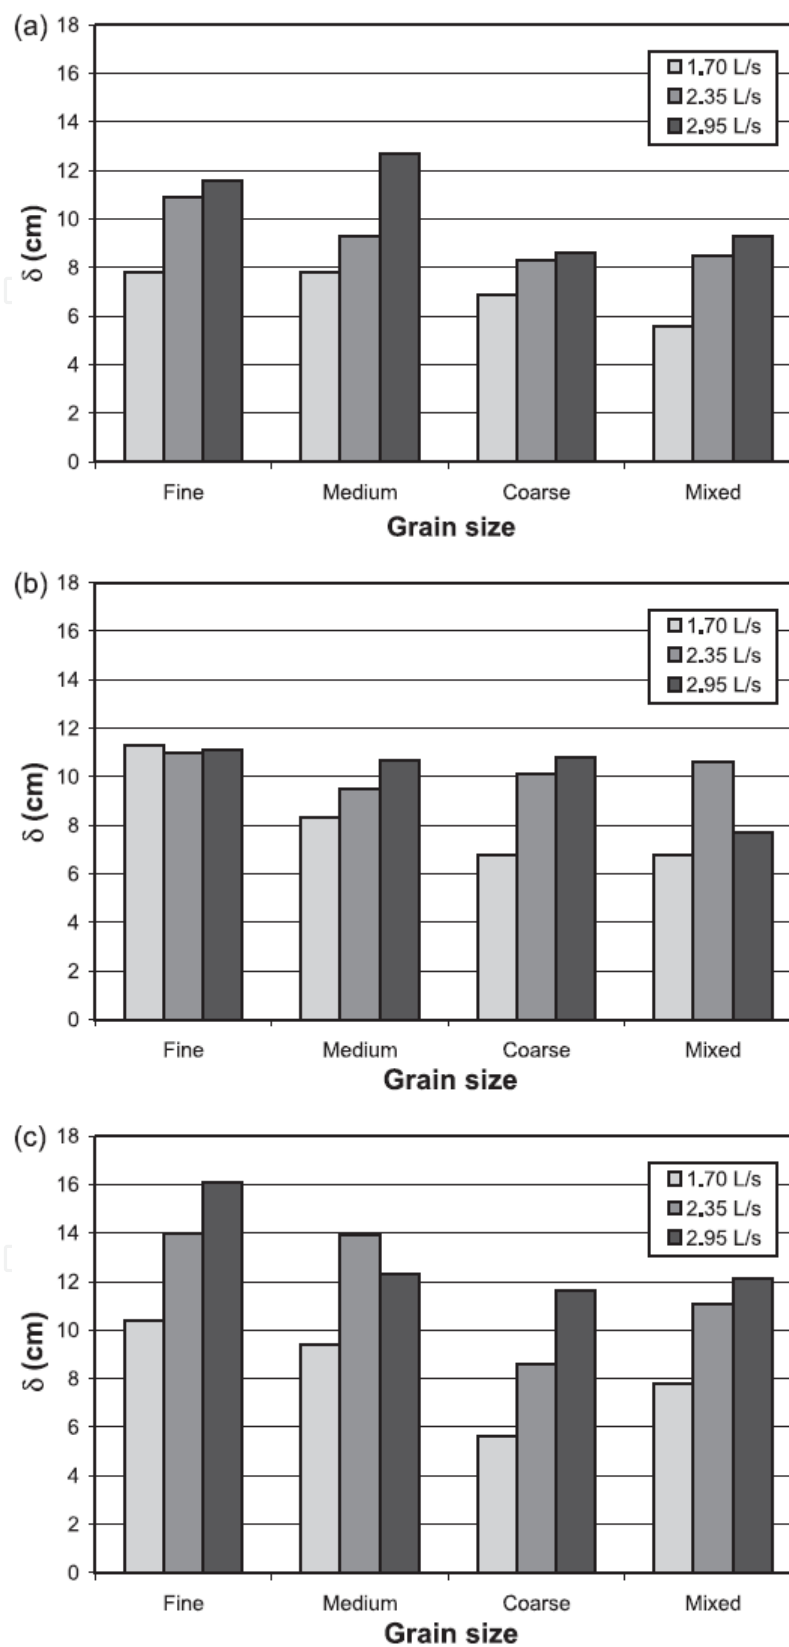 (a)
18
16
14
12
10
8
6
4
2
0
δ (cm)
1.70 L/s
2.35 L/s
2.95 L/s
Fine Medium Coarse Mixed
Grain size
(b)
18
16
14
12
10
8
6
4
2
0
δ (cm)
1.70 L/s
2.35 L/s
2.95 L/s
Fine Medium Coarse Mixed
Grain size
(c)
18
16
14
12
10
8
6
4
2
0
δ (cm)
1.70 L/s
2.35 L/s
2.95 L/s
Fine Medium Coarse Mixed
Grain size